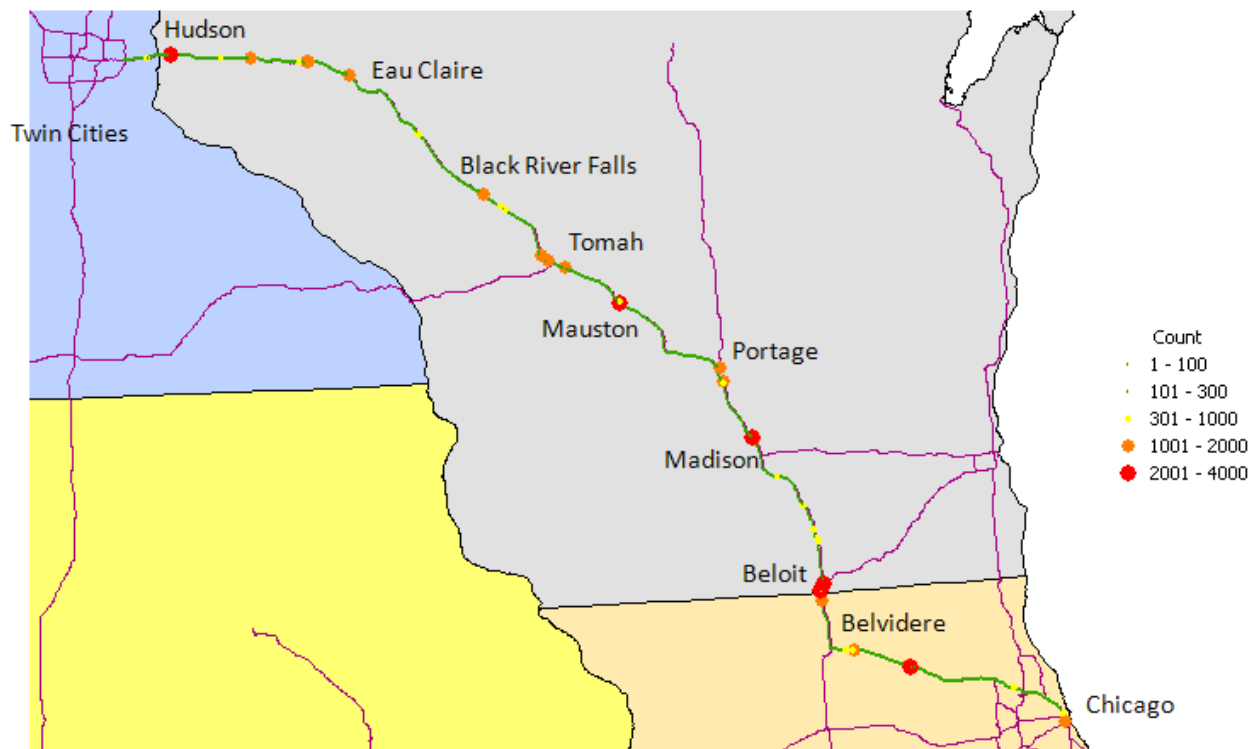 Hudson
Eau Claire
Twin Cities
Black River Falls
Tomah
Mauston
Portage
Madison
Beloit
Belvidere
Chicago
Count
1 - 100
101 - 300
301 - 1000
1001 - 2000
2001 - 4000